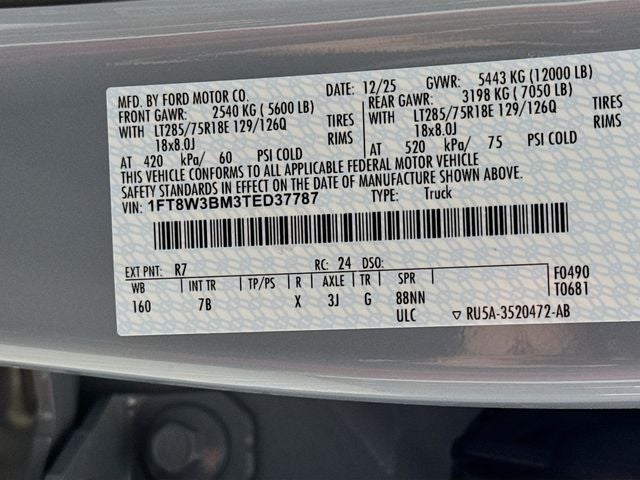 MFD. BY FORD MOTOR CO. DATE: 12/25 GVWR: 5443 KG (12000 LB)
FRONT GAWR: 2540 KG (5600 LB) REAR GAWR: 3198 KG (7050 LB)
WITH LT285/75R18E 129/126Q TIRES WITH LT285/75R18E 129/126Q TIRES
18x8.0J RIMS 18x8.0J RIMS
AT 420 kPa/ 60 PSI COLD AT 520 kPa/ 75 PSI COLD
THIS VEHICLE CONFORMS TO ALL APPLICABLE FEDERAL MOTOR VEHICLE
SAFETY STANDARDS IN EFFECT ON THE DATE OF MANUFACTURE SHOWN ABOVE.
VIN: 1FT8W3BM3TED37787 TYPE: Truck
EXT PNT: R7 RC: 24 DSO: F0490
WB INT TR TP/PS R AXLE TR SPR T0681
160 7B X 3J G 88NN
ULC ▽ RU5A-3520472-AB